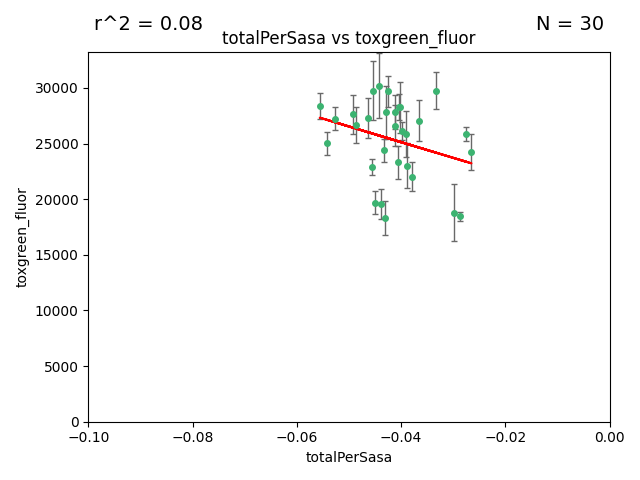 r^2 = 0.08
N = 30
totalPerSasa vs toxgreen_fluor
toxgreen_fluor
30000
25000
20000
15000
10000
5000
0
−0.10
−0.08
−0.06
−0.04
−0.02
0.00
totalPerSasa